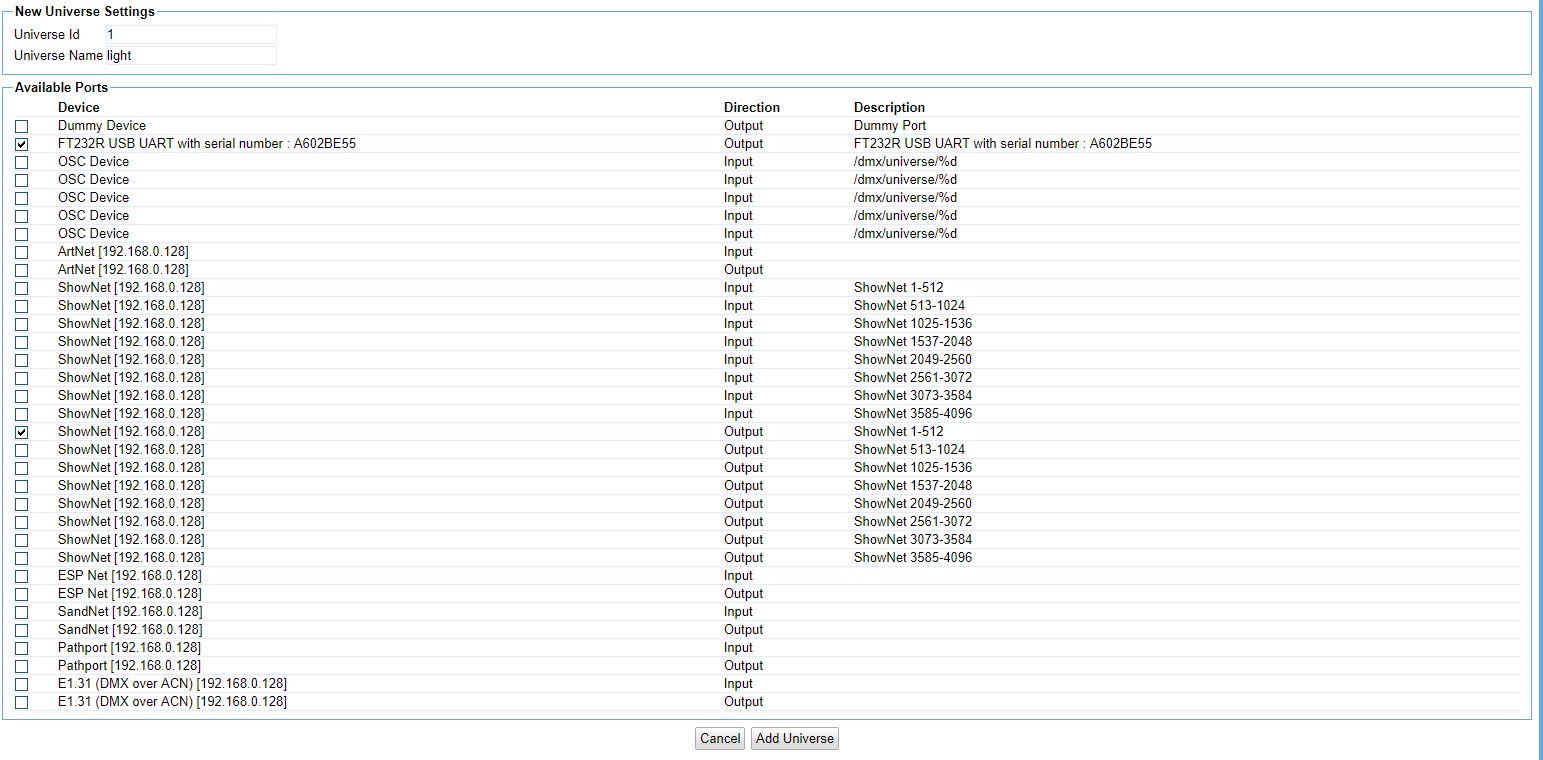 New Universe Settings
Universe Id 1
Universe Name light
Available Ports
Device Direction Description
Dummy Device Output Dummy Port
FT232R USB UART with serial number : A602BE55 Output FT232R USB UART with serial number : A602BE55
OSC Device Input /dmx/universe/%d
OSC Device Input /dmx/universe/%d
OSC Device Input /dmx/universe/%d
OSC Device Input /dmx/universe/%d
OSC Device Input /dmx/universe/%d
ArtNet [192.168.0.128] Input
ArtNet [192.168.0.128] Output
ShowNet [192.168.0.128] Input ShowNet 1-512
ShowNet [192.168.0.128] Input ShowNet 513-1024
ShowNet [192.168.0.128] Input ShowNet 1025-1536
ShowNet [192.168.0.128] Input ShowNet 1537-2048
ShowNet [192.168.0.128] Input ShowNet 2049-2560
ShowNet [192.168.0.128] Input ShowNet 2561-3072
ShowNet [192.168.0.128] Input ShowNet 3073-3584
ShowNet [192.168.0.128] Input ShowNet 3585-4096
ShowNet [192.168.0.128] Output ShowNet 1-512
ShowNet [192.168.0.128] Output ShowNet 513-1024
ShowNet [192.168.0.128] Output ShowNet 1025-1536
ShowNet [192.168.0.128] Output ShowNet 1537-2048
ShowNet [192.168.0.128] Output ShowNet 2049-2560
ShowNet [192.168.0.128] Output ShowNet 2561-3072
ShowNet [192.168.0.128] Output ShowNet 3073-3584
ShowNet [192.168.0.128] Output ShowNet 3585-4096
ESP Net [192.168.0.128] Input
ESP Net [192.168.0.128] Output
SandNet [192.168.0.128] Input
SandNet [192.168.0.128] Output
Pathport [192.168.0.128] Input
Pathport [192.168.0.128] Output
E1.31 (DMX over ACN) [192.168.0.128] Input
E1.31 (DMX over ACN) [192.168.0.128] Output
Cancel Add Universe